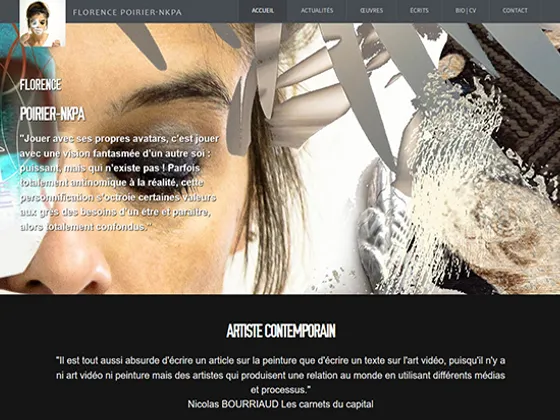 FLORENCE POIRIER-NKPA
ACCUEIL
ACTUALITÉS
ŒUVRES
ÉCRITS
BIO | CV
CONTACT
FLORENCE
POIRIER-NKPA
"Jouer avec ses propres avatars, c'est jouer
avec une vision fantasmée d'un autre soi :
puissant, mais qui n'existe pas ! Parfois
totalement antinomique à la réalité, cette
personnification s'octroie certaines valeurs
aux grès des besoins d'un être et paraître,
alors totalement confondus."
ARTISTE CONTEMPORAIN
"Il est tout aussi absurde d'écrire un article sur la peinture que d'écrire un texte sur l'art vidéo, puisqu'il n'y a
ni art vidéo ni peinture mais des artistes qui produisent une relation au monde en utilisant différents médias
et processus."
Nicolas BOURRIAUD Les carnets du capital